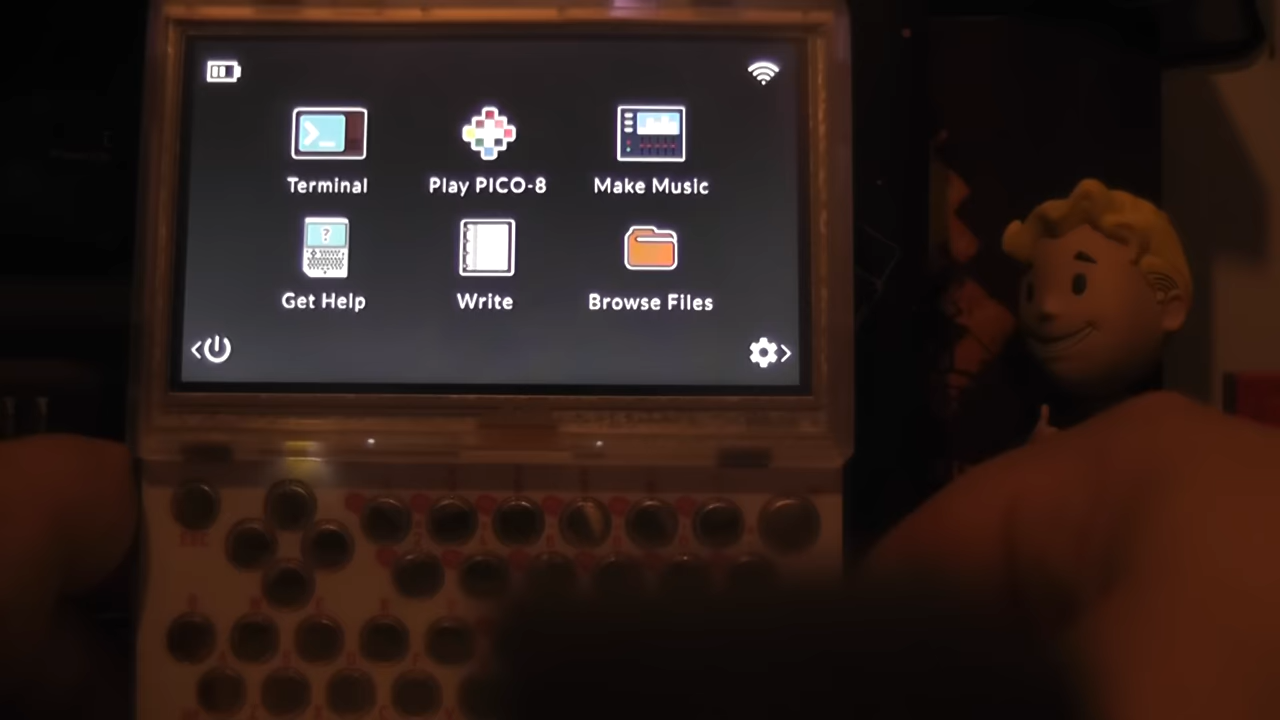 Terminal
Play PICO-8
Make Music
?
Get Help
Write
Browse Files